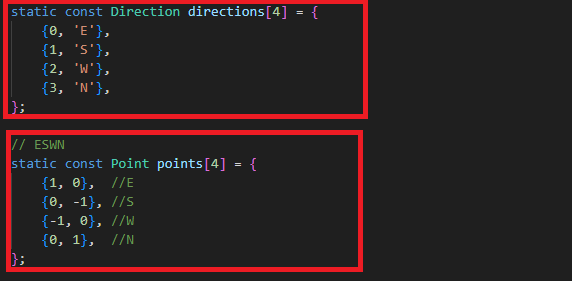 static const Direction directions[4] = {
    {0, 'E'},
    {1, 'S'},
    {2, 'W'},
    {3, 'N'},
};
// ESWN
static const Point points[4] = {
    {1, 0},  //E
    {0, -1}, //S
    {-1, 0}, //W
    {0, 1},  //N
};